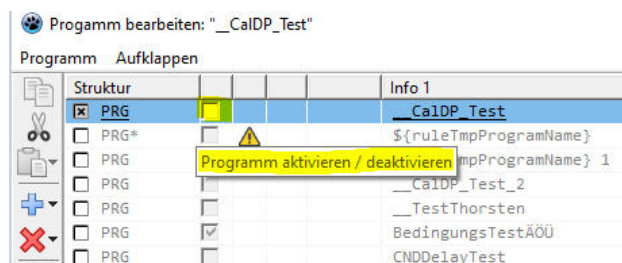 Progamm bearbeiten: "__CalDP_Test"
Programm Aufklappen
Struktur Info 1
PRG __CalDP_Test
PRG* ${ruleTmpProgramName}
PRG Programm aktivieren / deaktivieren mpProgramName} 1
PRG __CalDP_Test_2
PRG __TestThorsten
PRG BedingungsTestÄÖÜ
PRG CNDDelayTest